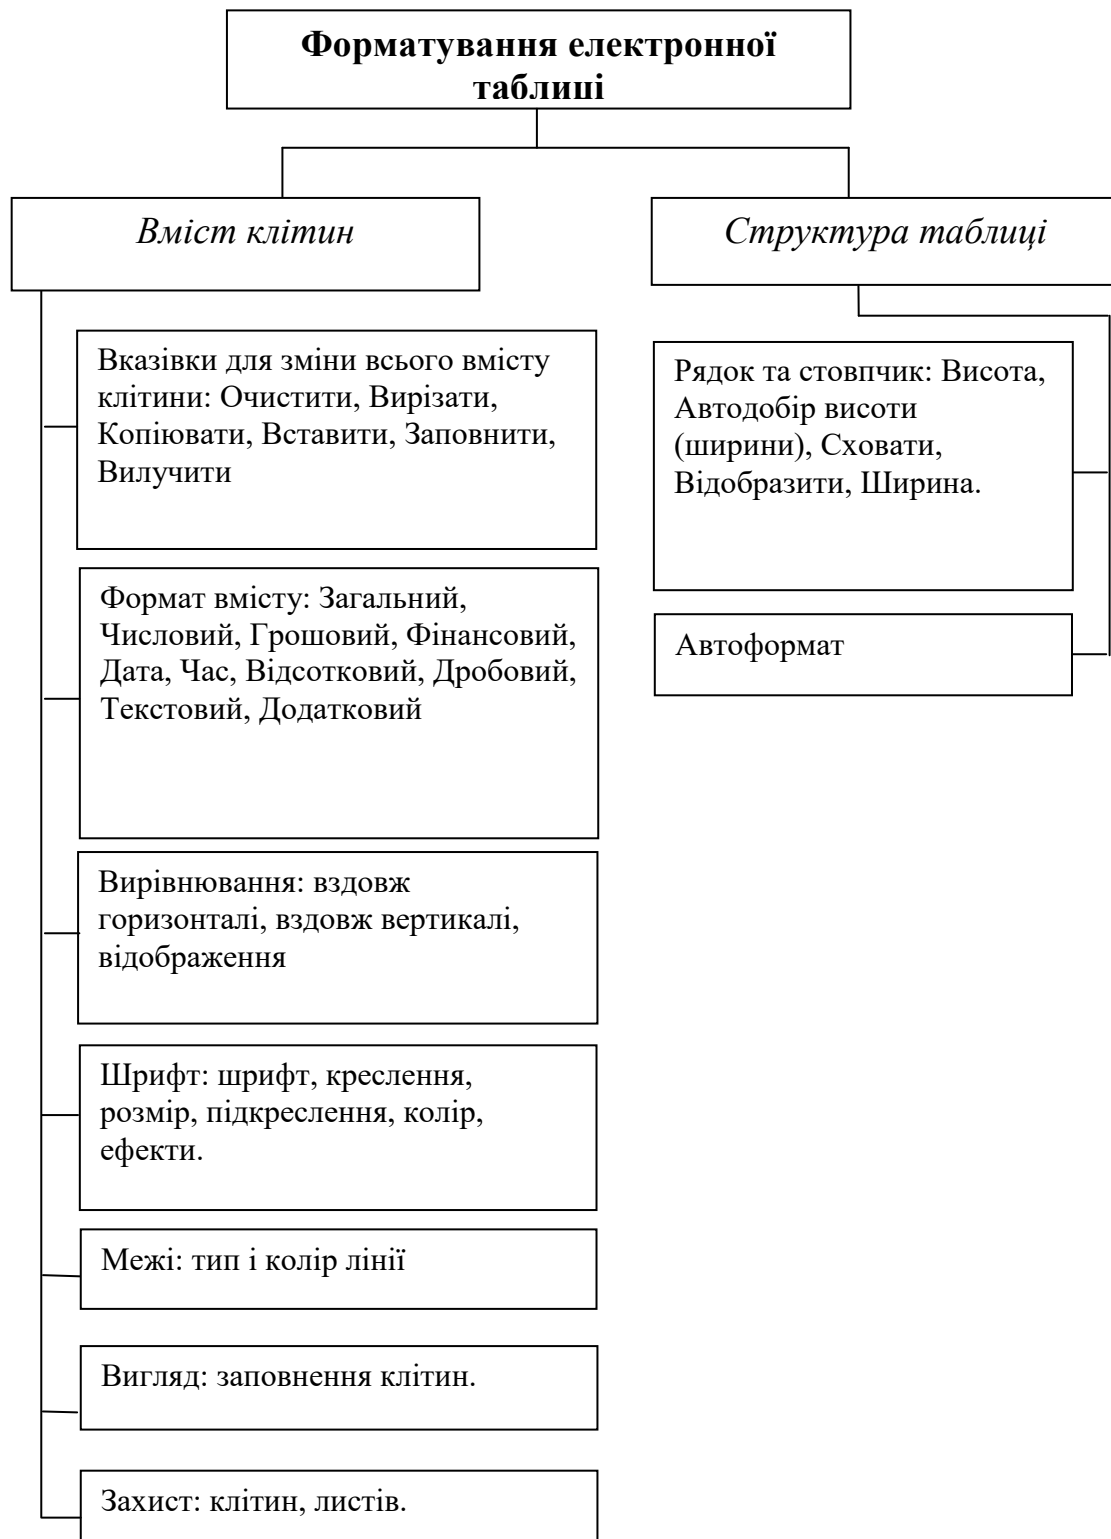 Форматування електронної
таблиці
Вміст клітин
Структура таблиці
Вказівки для зміни всього вмісту
клітини: Очистити, Вирізати,
Копіювати, Вставити, Заповнити,
Вилучити
Формат вмісту: Загальний,
Числовий, Грошовий, Фінансовий,
Дата, Час, Відсотковий, Дробовий,
Текстовий, Додатковий
Вирівнювання: вздовж
горизонталі, вздовж вертикалі,
відображення
Шрифт: шрифт, креслення,
розмір, підкреслення, колір,
ефекти.
Межі: тип і колір лінії
Вигляд: заповнення клітин.
Захист: клітин, листів.
Рядок та стовпчик: Висота,
Автодобір висоти
(ширини), Сховати,
Відобразити, Ширина.
Автоформат